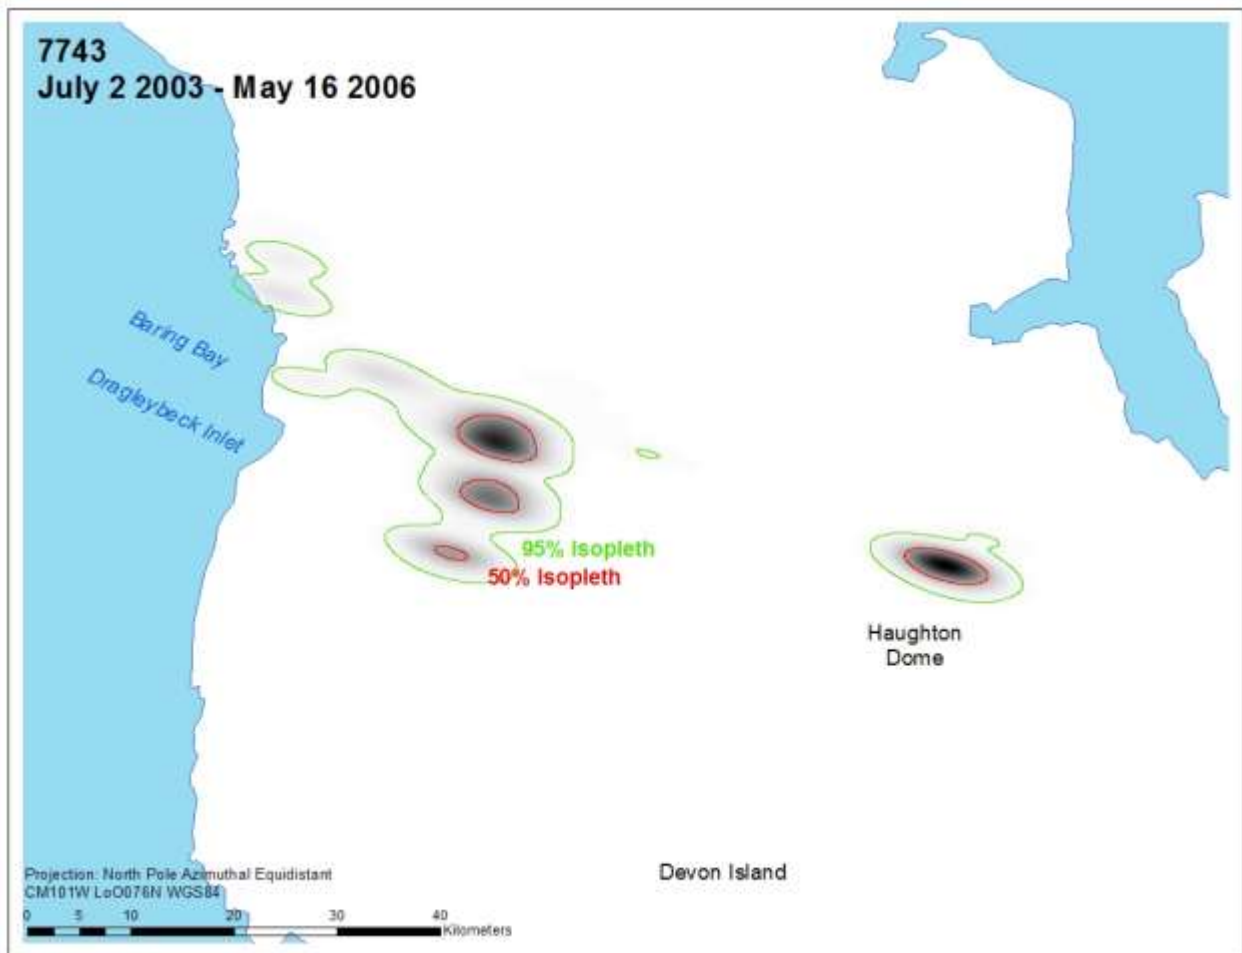 7743
July 2 2003 - May 16 2006
Baring Bay
Dragleybeck Inlet
95% Isopleth
50% Isopleth
Haughton
Dome
Devon Island
Projection: North Pole Azimuthal Equidistant
CM101W LoO076N WGS84
0 5 10 20 30 40
Kilometers